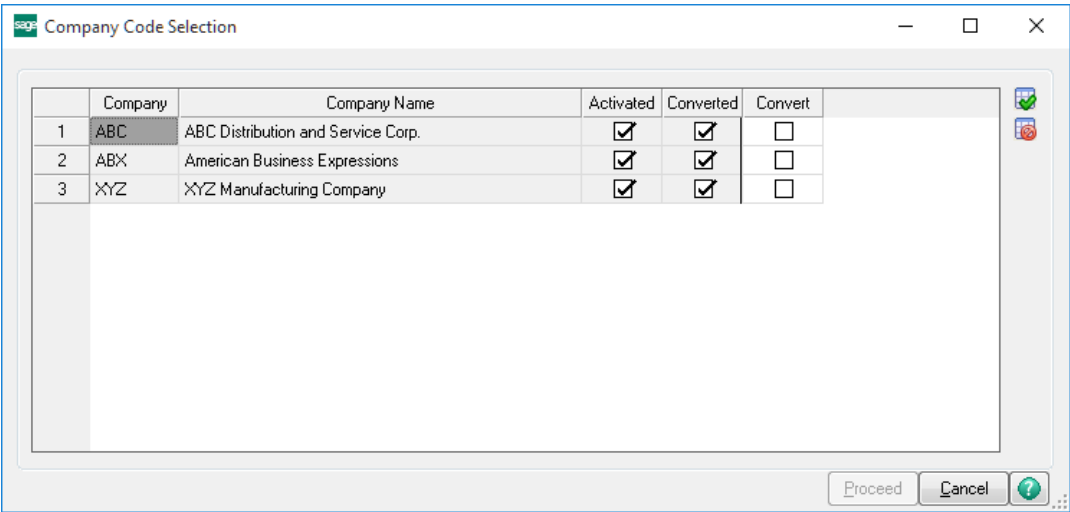 sage Company Code Selection
Company Company Name Activated Converted Convert
1 ABC ABC Distribution and Service Corp.
2 ABX American Business Expressions
3 XYZ XYZ Manufacturing Company
Proceed Cancel ?